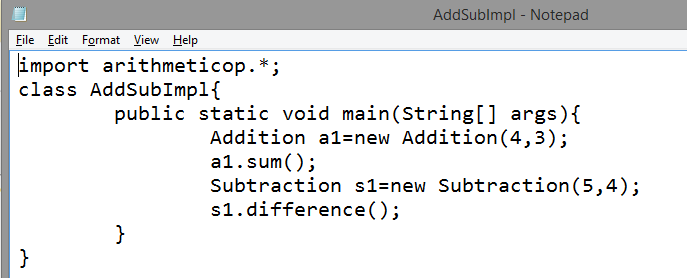 AddSubImpl - Notepad
File Edit Format View Help
import arithmeticop.*;
class AddSubImpl{
        public static void main(String[] args){
                Addition a1=new Addition(4,3);
                a1.sum();
                Subtraction s1=new Subtraction(5,4);
                s1.difference();
        }
}